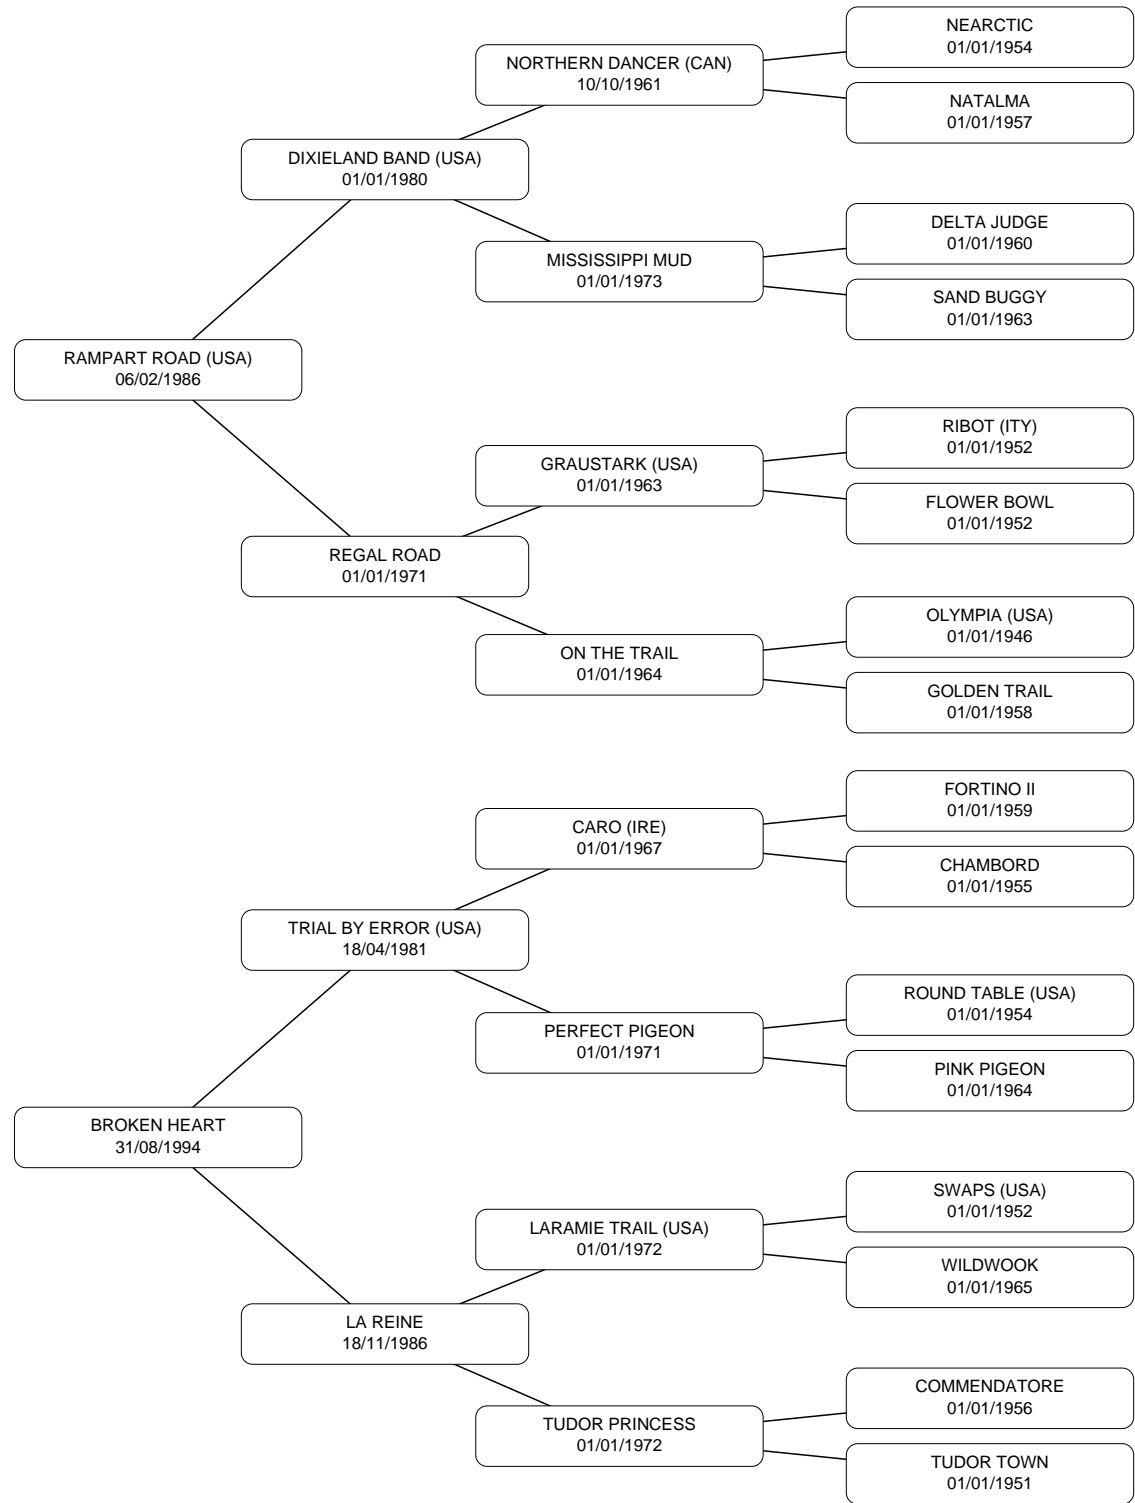 NEARCTIC
01/01/1954
NORTHERN DANCER (CAN)
10/10/1961
NATALMA
01/01/1957
DIXIELAND BAND (USA)
01/01/1980
DELTA JUDGE
01/01/1960
MISSISSIPPI MUD
01/01/1973
SAND BUGGY
01/01/1963
RAMPART ROAD (USA)
06/02/1986
RIBOT (ITY)
01/01/1952
GRAUSTARK (USA)
01/01/1963
FLOWER BOWL
01/01/1952
REGAL ROAD
01/01/1971
OLYMPIA (USA)
01/01/1946
ON THE TRAIL
01/01/1964
GOLDEN TRAIL
01/01/1958
FORTINO II
01/01/1959
CARO (IRE)
01/01/1967
CHAMBORD
01/01/1955
TRIAL BY ERROR (USA)
18/04/1981
ROUND TABLE (USA)
01/01/1954
PERFECT PIGEON
01/01/1971
PINK PIGEON
01/01/1964
BROKEN HEART
31/08/1994
SWAPS (USA)
01/01/1952
LARAMIE TRAIL (USA)
01/01/1972
WILDWOOK
01/01/1965
LA REINE
18/11/1986
COMMENDATORE
01/01/1956
TUDOR PRINCESS
01/01/1972
TUDOR TOWN
01/01/1951